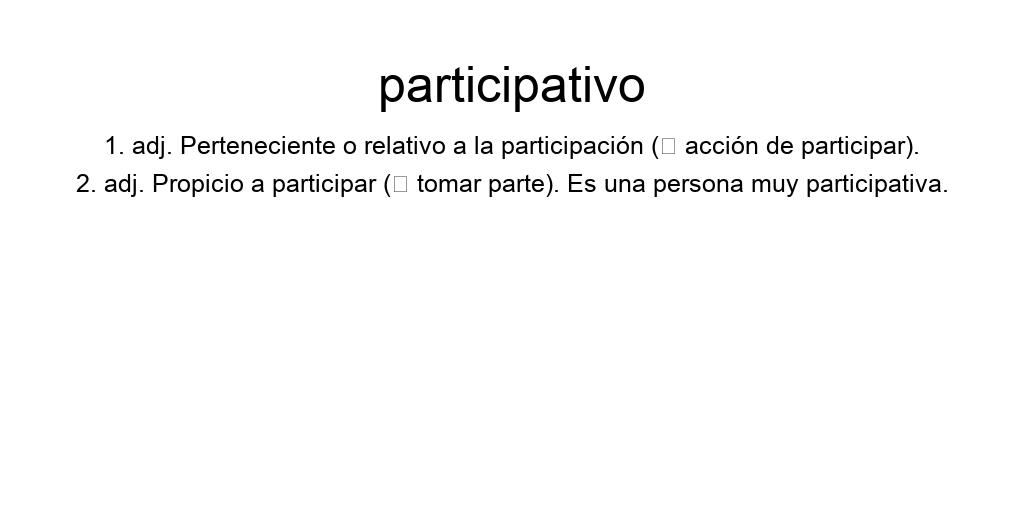 participativo
1. adj. Perteneciente o relativo a la participación (□ acción de participar).
2. adj. Propicio a participar (□ tomar parte). Es una persona muy participativa.